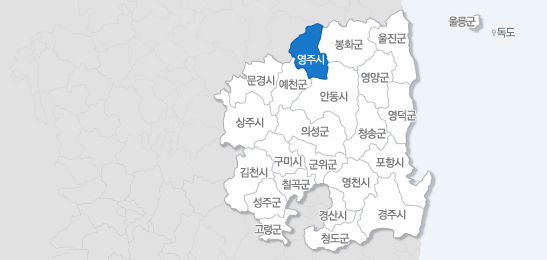 울릉군
독도
봉화군
울진군
영주시
문경시
예천군
영양군
안동시
상주시
영덕군
의성군
청송군
구미시
군위군
포항시
김천시
칠곡군
영천시
성주군
경산시
경주시
고령군
청도군